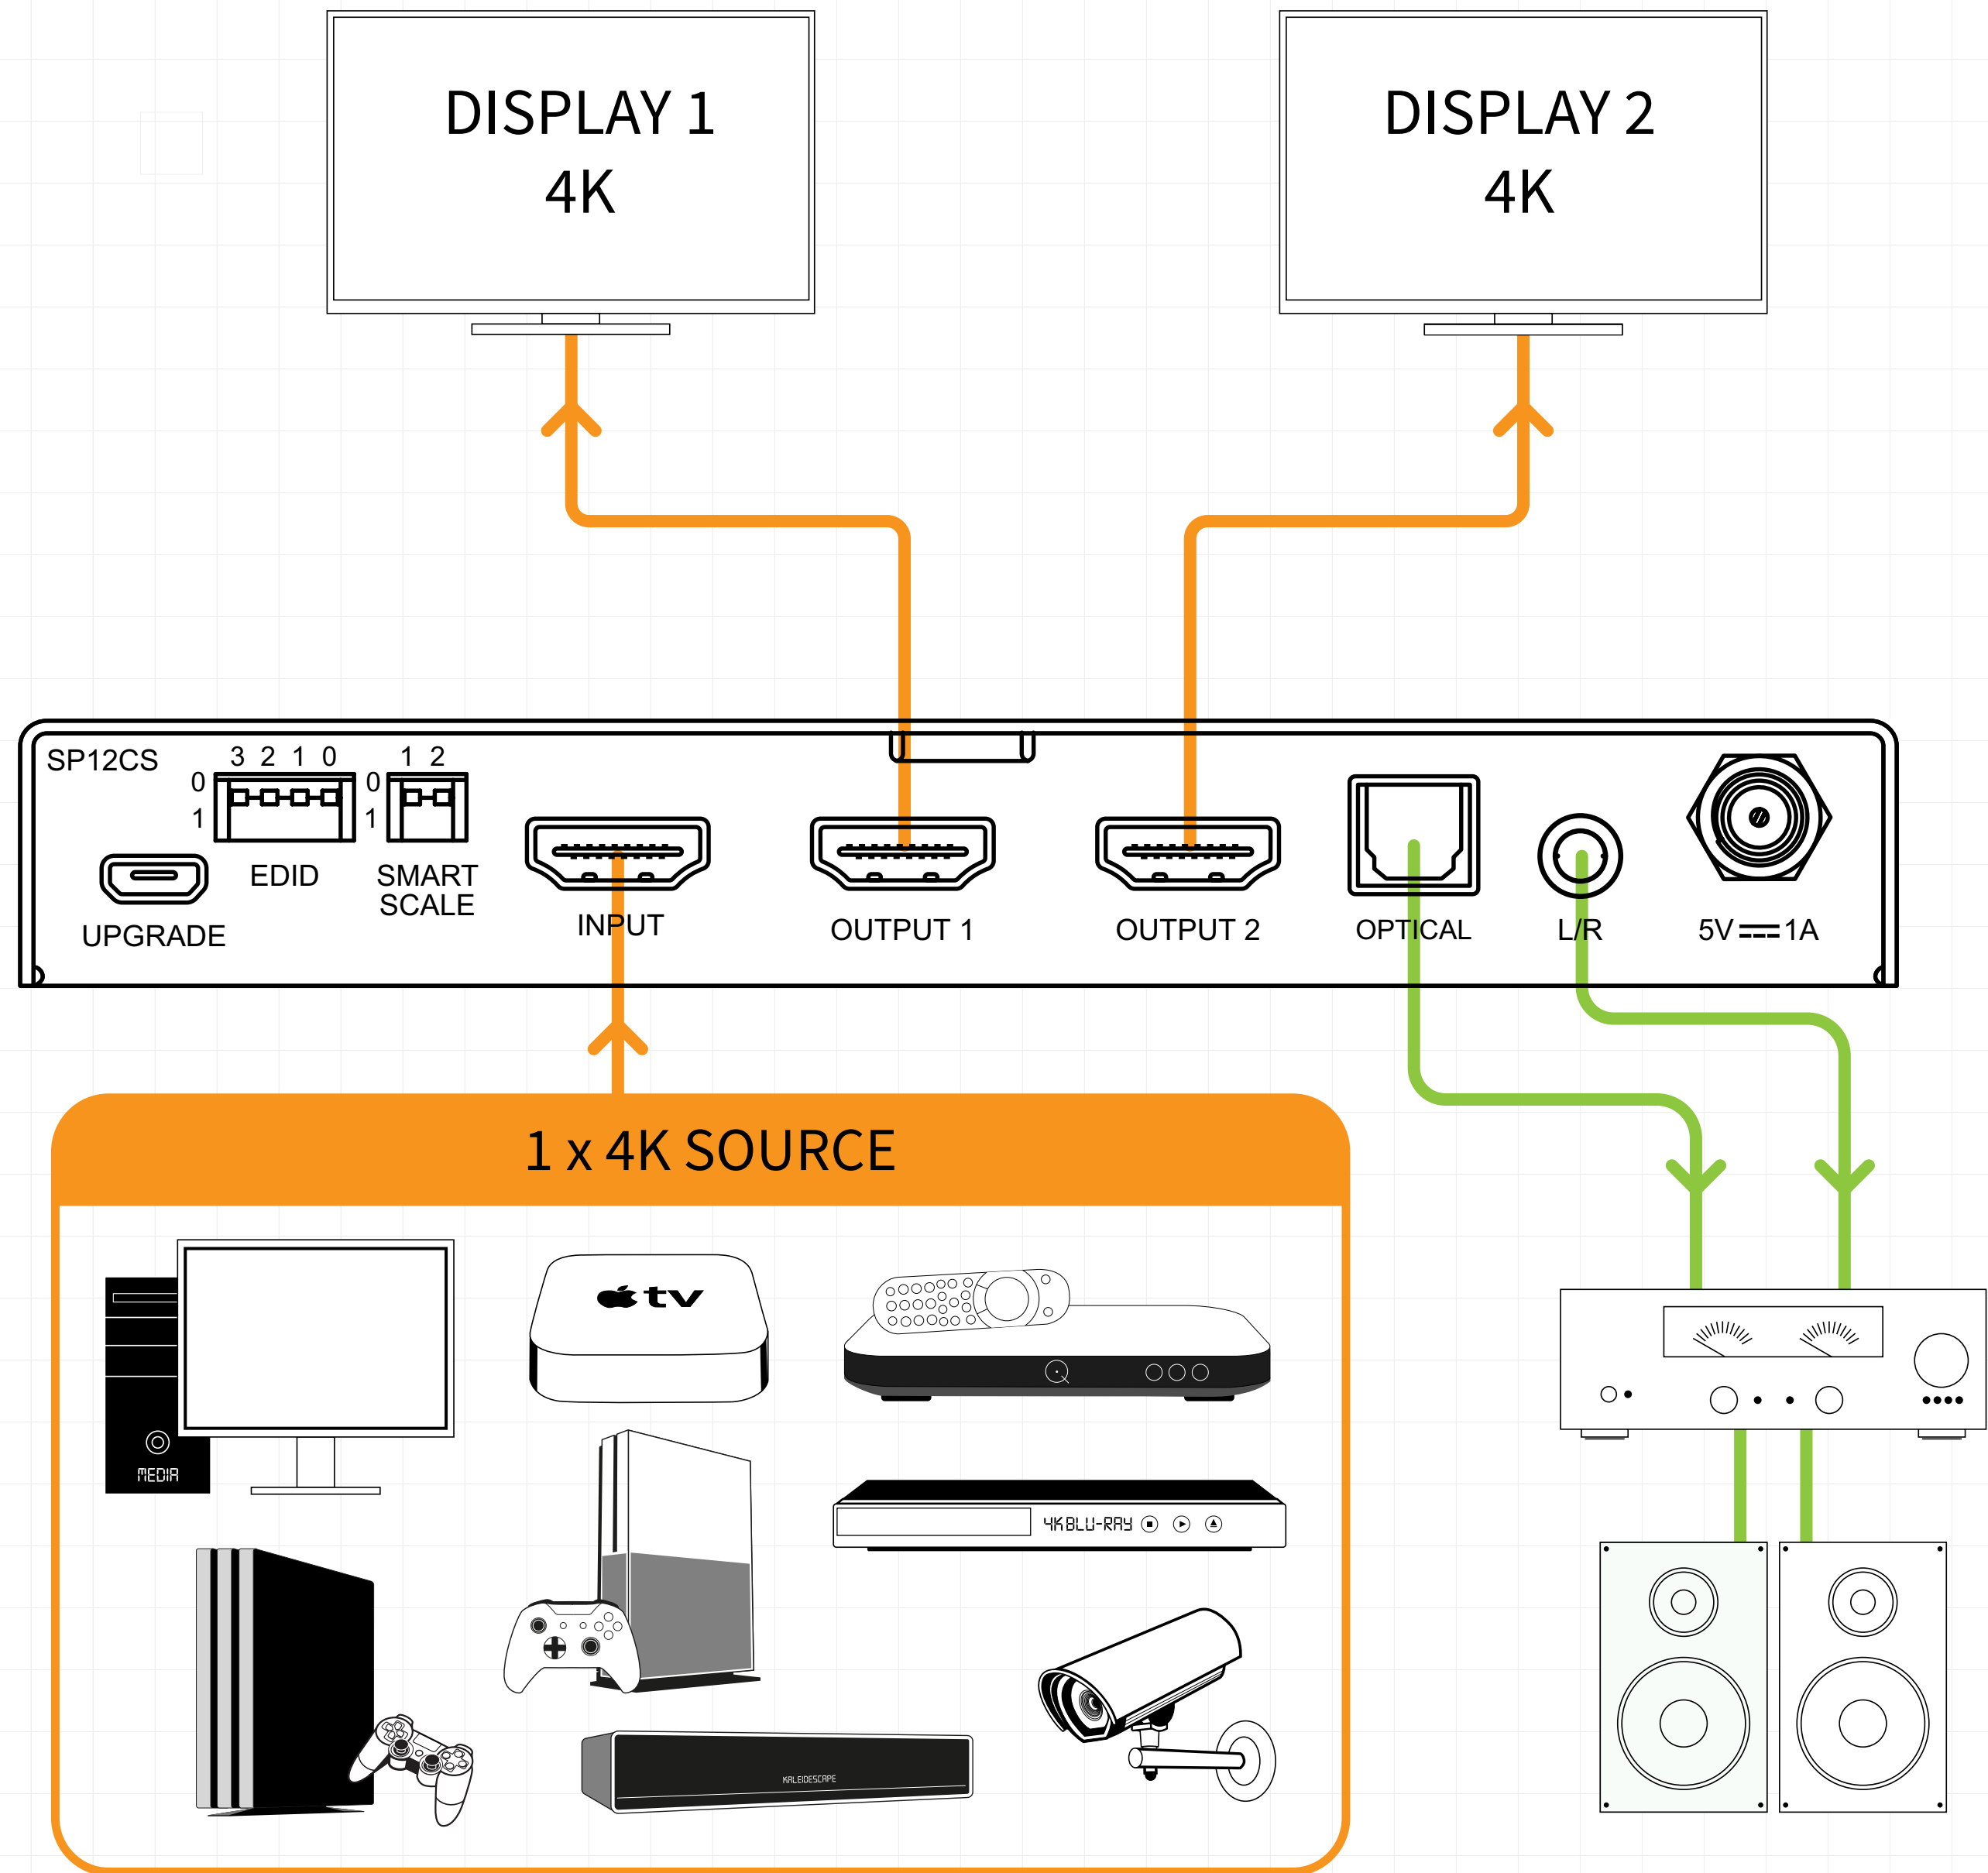 DISPLAY 1
4K
DISPLAY 2
4K
SP12CS
3 2 1 0
0
1
EDID
1 2
0
1
SMART
SCALE
UPGRADE
INPUT
OUTPUT 1
OUTPUT 2
OPTICAL
L/R
5V 1A
1 x 4K SOURCE
MEDIA
tv
4K BLU-RAY
KALEIDESCAPE